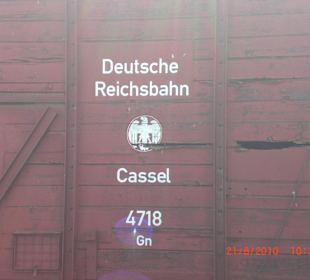 Deutsche
Reichsbahn
Cassel
4718
Gn
21/8/2010